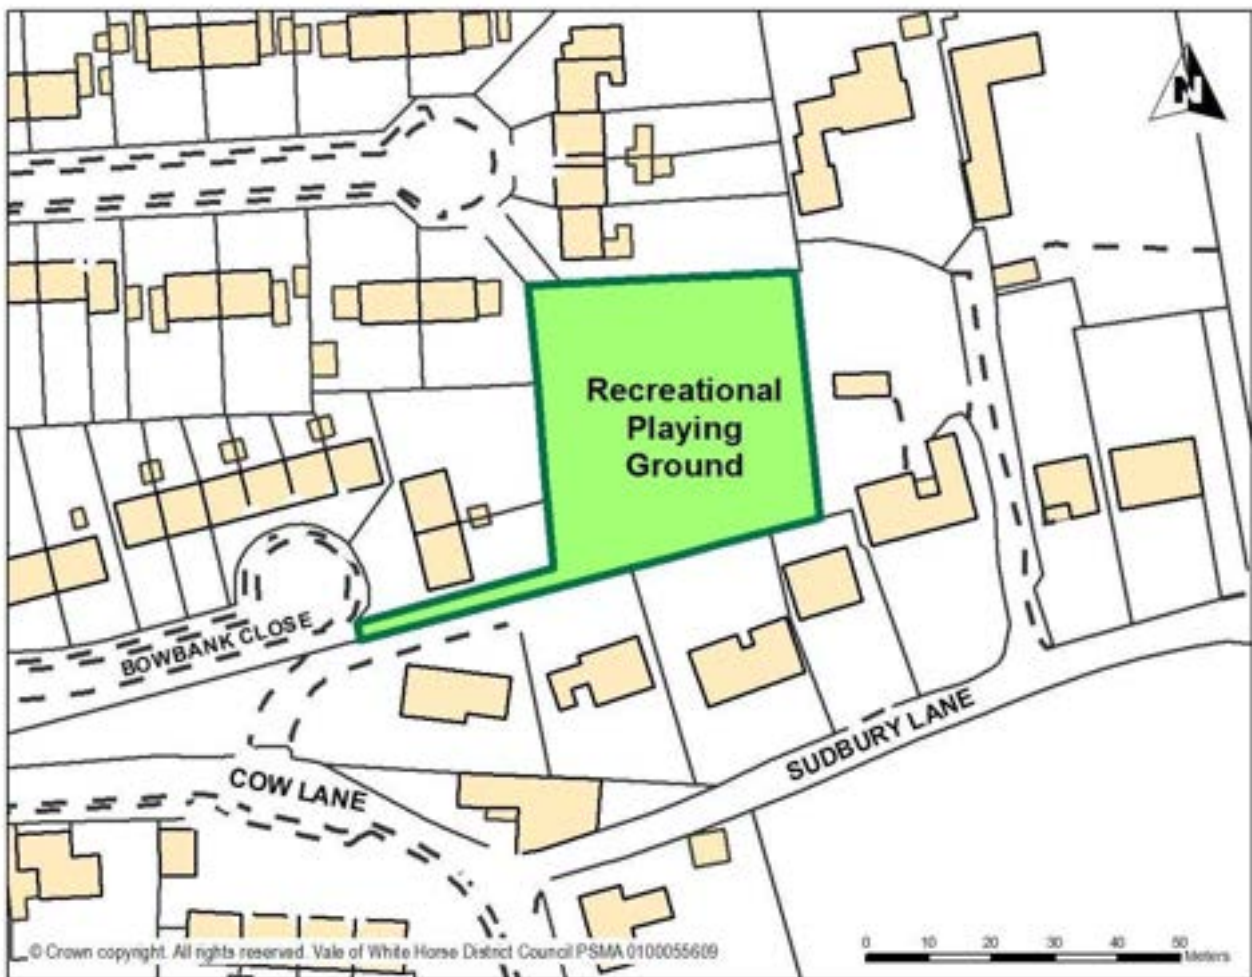 N
Recreational
Playing
Ground
BOWBANK CLOSE
SUDBURY LANE
COW LANE
© Crown copyright. All rights reserved. Vale of White Horse District Council PSMA 0100055609
0 10 20 30 40 50
Meters